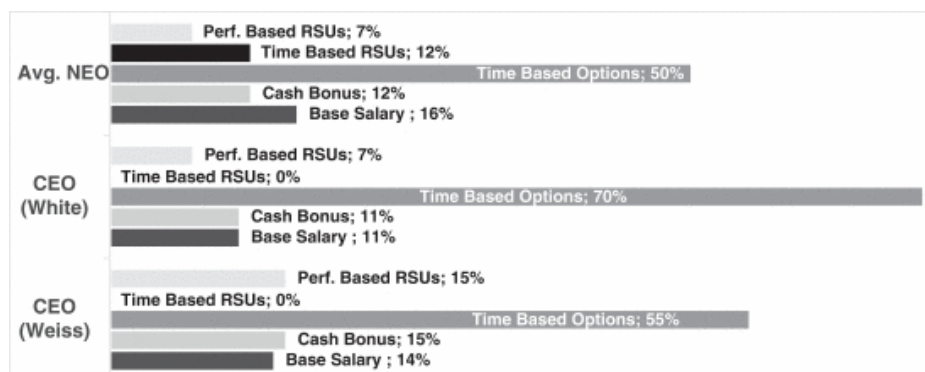 Perf. Based RSUs; 7%
Time Based RSUs; 12%
Avg. NEO
Time Based Options; 50%
Cash Bonus; 12%
Base Salary ; 16%
Perf. Based RSUs; 7%
Time Based RSUs; 0%
CEO
(White)
Time Based Options; 70%
Cash Bonus; 11%
Base Salary ; 11%
Perf. Based RSUs; 15%
Time Based RSUs; 0%
CEO
(Weiss)
Time Based Options; 55%
Cash Bonus; 15%
Base Salary ; 14%